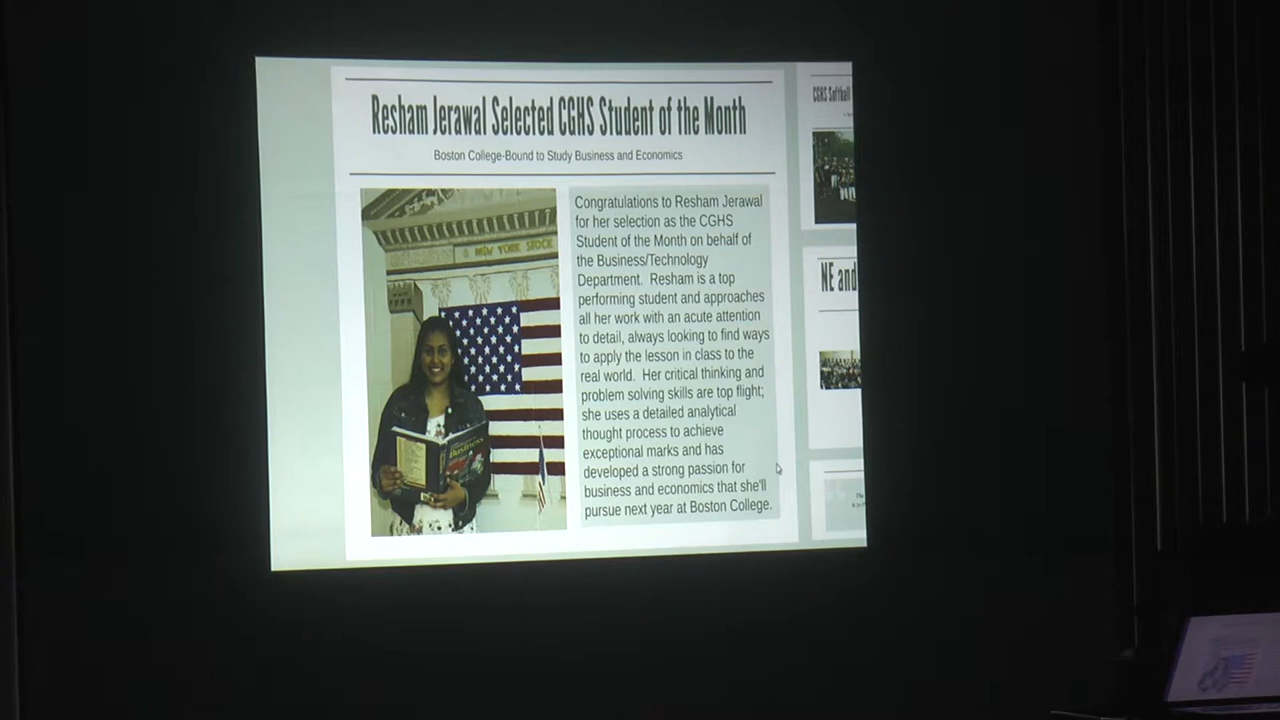 Resham Jerawal Selected CGHS Student of the Month
Boston College-Bound to Study Business and Economics
NEW YORK STOCK
Business
Congratulations to Resham Jerawal
for her selection as the CGHS
Student of the Month on behalf of
the Business/Technology
Department. Resham is a top
performing student and approaches
all her work with an acute attention
to detail, always looking to find ways
to apply the lesson in class to the
real world. Her critical thinking and
problem solving skills are top flight;
she uses a detailed analytical
thought process to achieve
exceptional marks and has
developed a strong passion for
business and economics that she'll
pursue next year at Boston College.
CGHS Softball
NE and